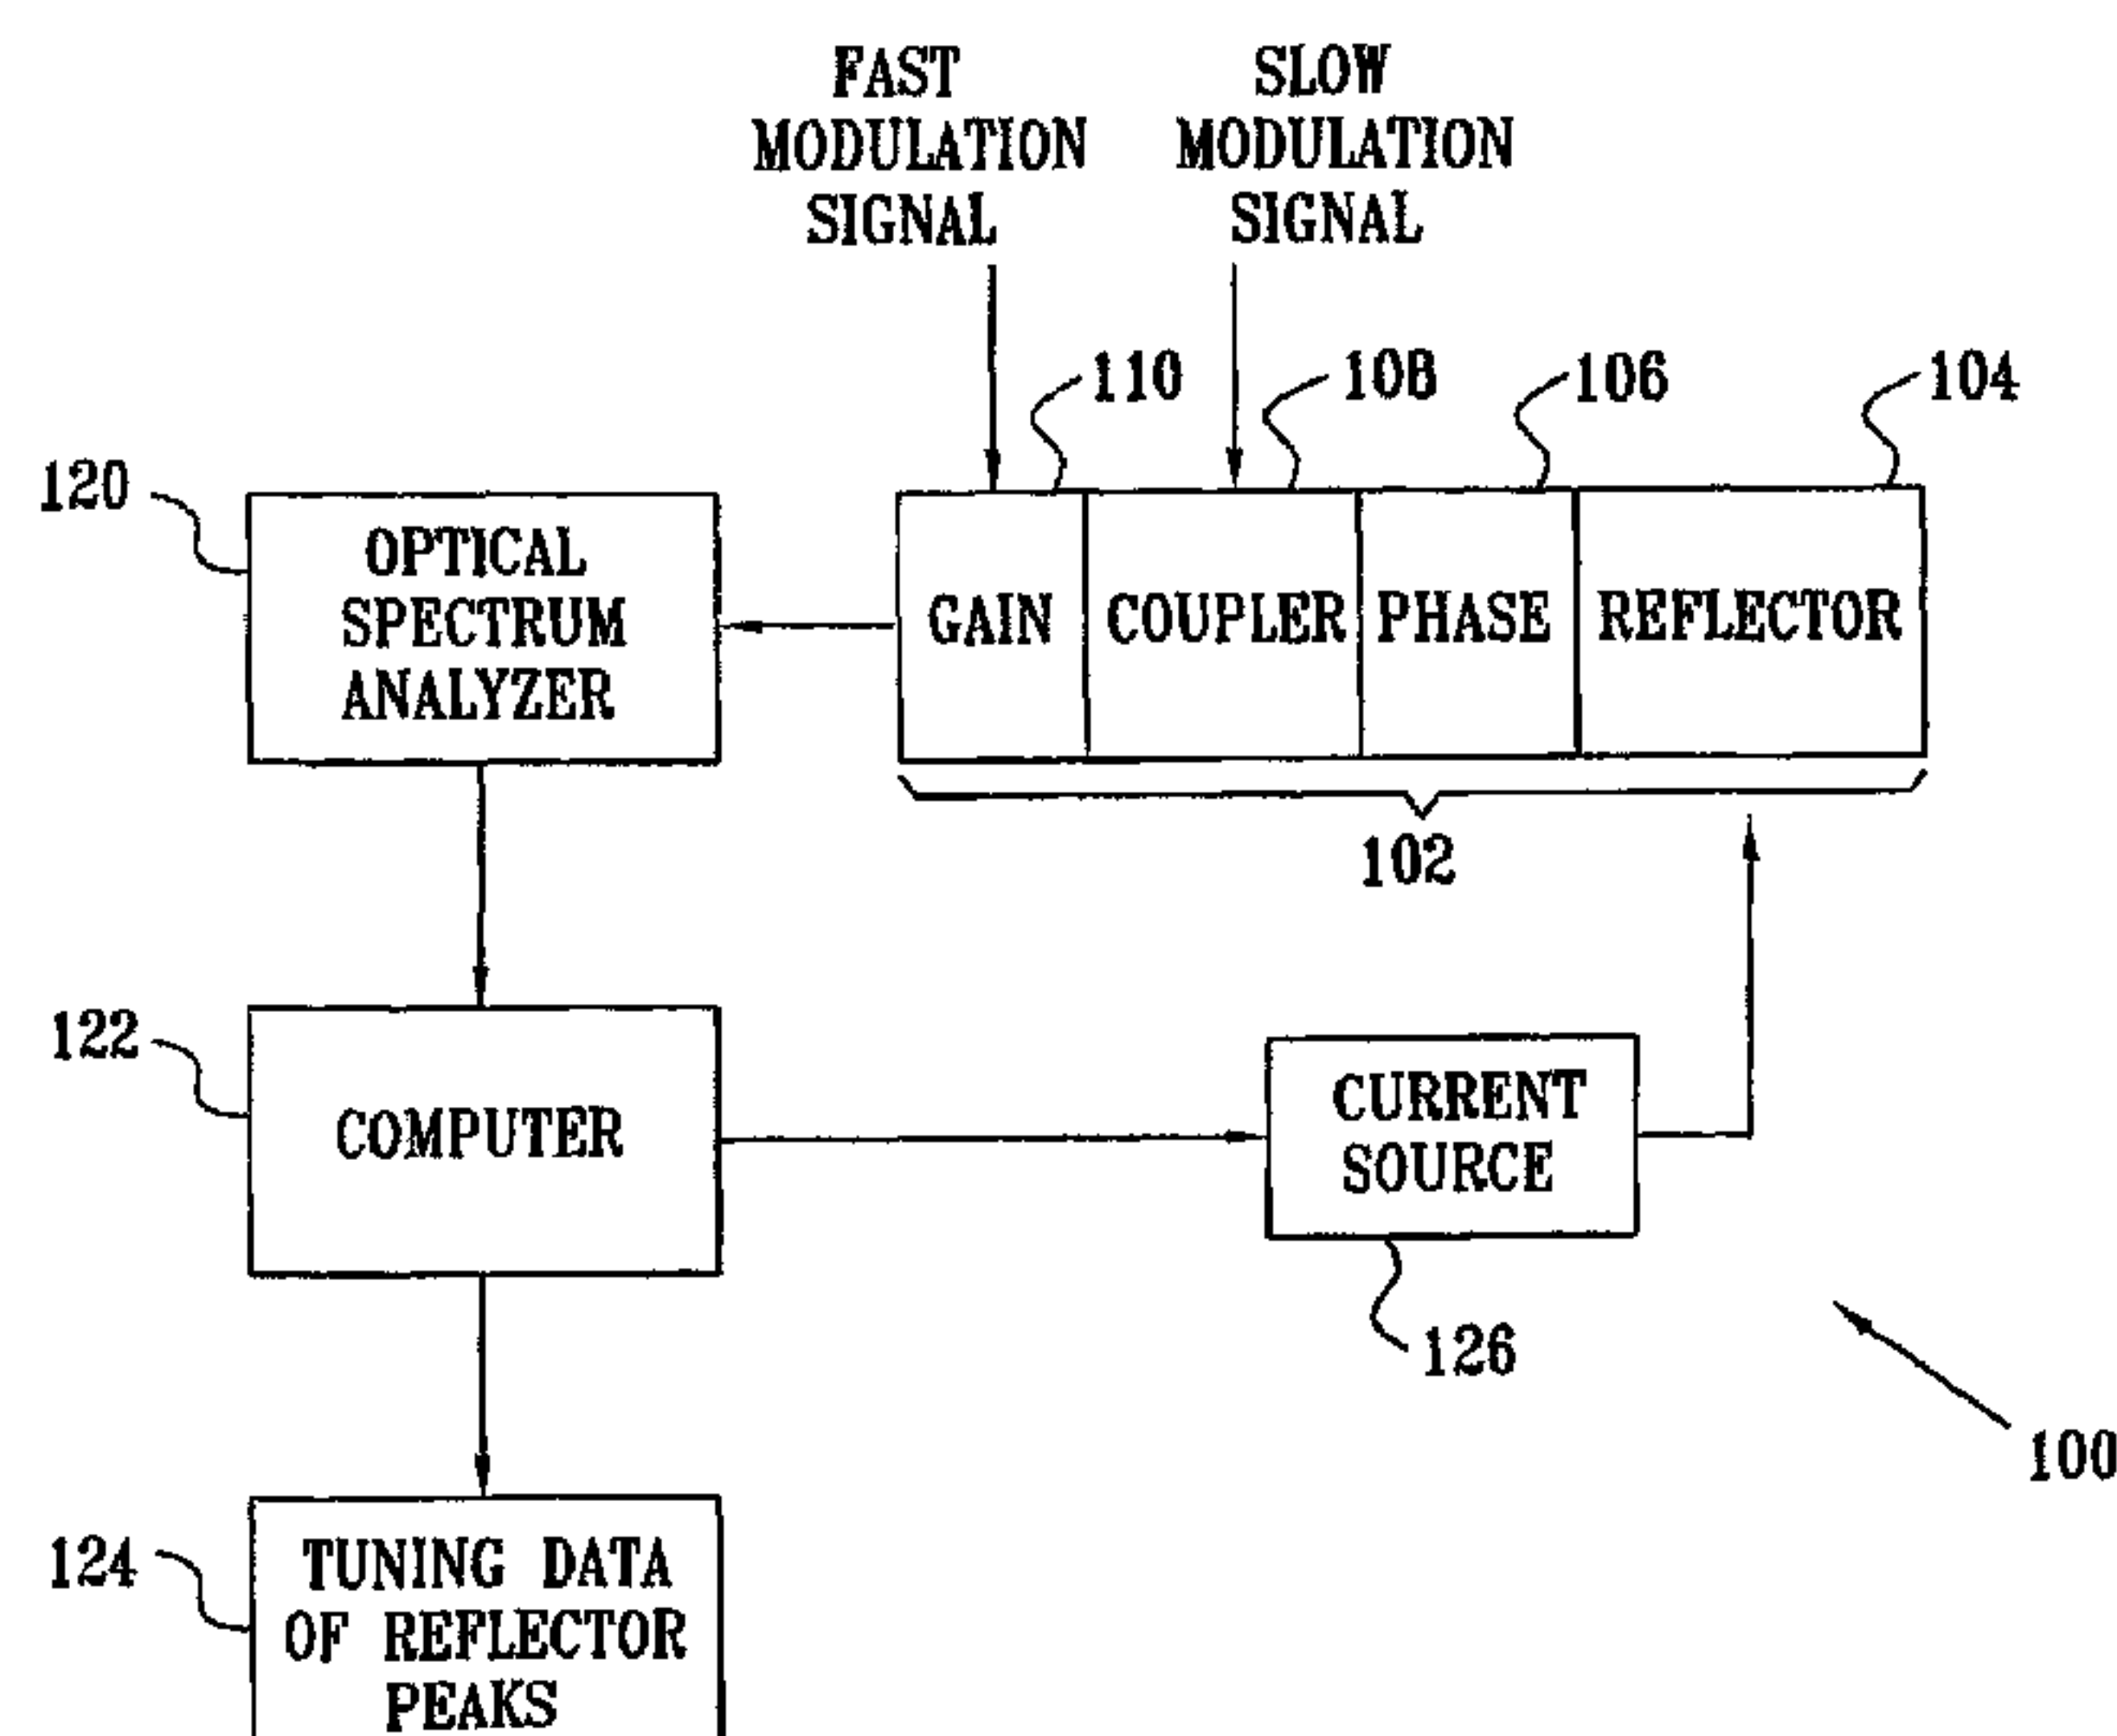 FAST
MODULATION
SIGNAL
SLOW
MODULATION
SIGNAL
110
108
106
104
120
OPTICAL
SPECTRUM
ANALYZER
GAIN
COUPLER
PHASE
REFLECTOR
102
122
COMPUTER
CURRENT
SOURCE
126
100
124
TUNING DATA
OF REFLECTOR
PEAKS